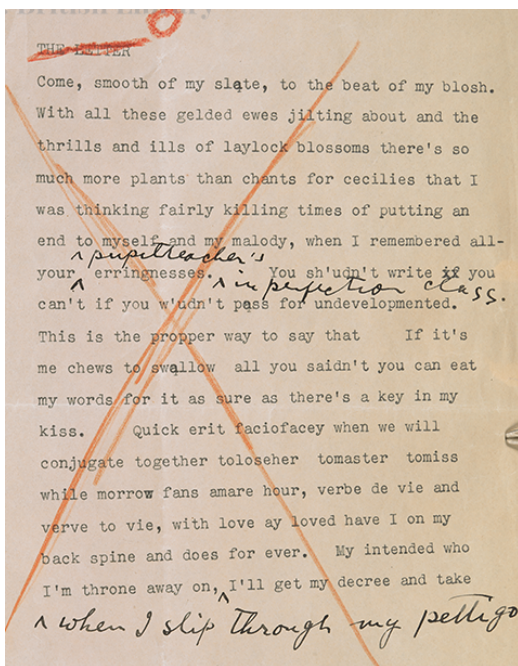 British Library
THE LETTER
Come, smooth of my slate, to the beat of my blosh.
With all these gelded ewes jilting about and the
thrills and ills of laylock blossoms there's so
much more plants than chants for cecilies that I
was thinking fairly killing times of putting an
end to myself and my malody, when I remembered all-
^ pupilteacher's
your ^ erringnesses. You sh'udn't write if you
^ in perfection class.
can't if you w'udn't pass for undevelopmented.
This is the propper way to say that If it's
me chews to swallow all you saidn't you can eat
my words for it as sure as there's a key in my
kiss. Quick erit faciofacey when we will
conjugate together toloseher tomaster tomiss
while morrow fans amare hour, verbe de vie and
verve to vie, with love ay loved have I on my
back spine and does for ever. My intended who
I'm throne away on, ^ I'll get my decree and take
^ when I slip through my pettigo